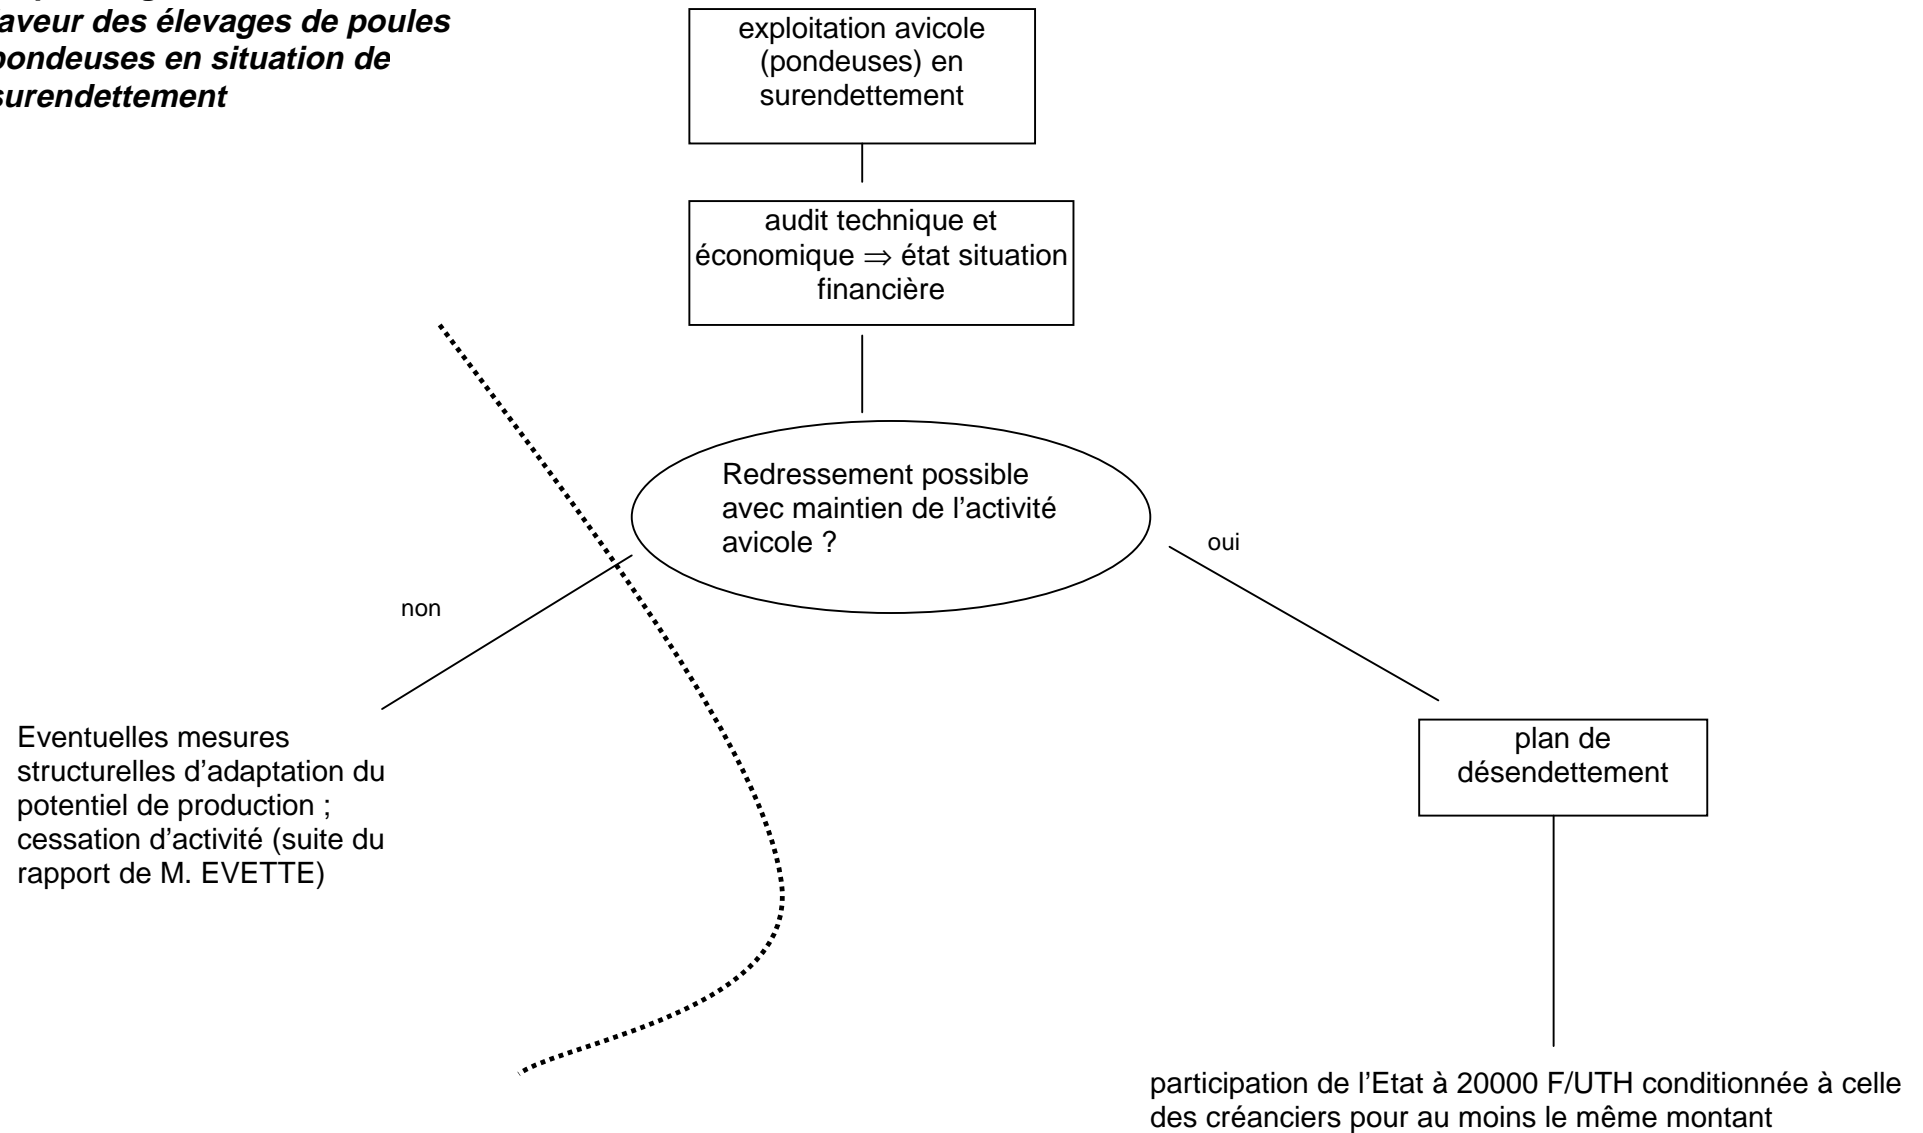 aveur des élevages de poules
pondeuses en situation de
surendettement
exploitation avicole
(pondeuses) en
surendettement
audit technique et
économique ⇒ état situation
financière
Redressement possible
avec maintien de l'activité
avicole ?
oui
non
Eventuelles mesures
structurelles d'adaptation du
potentiel de production ;
cessation d'activité (suite du
rapport de M. EVETTE)
plan de
désendettement
participation de l'Etat à 20000 F/UTH conditionnée à celle
des créanciers pour au moins le même montant